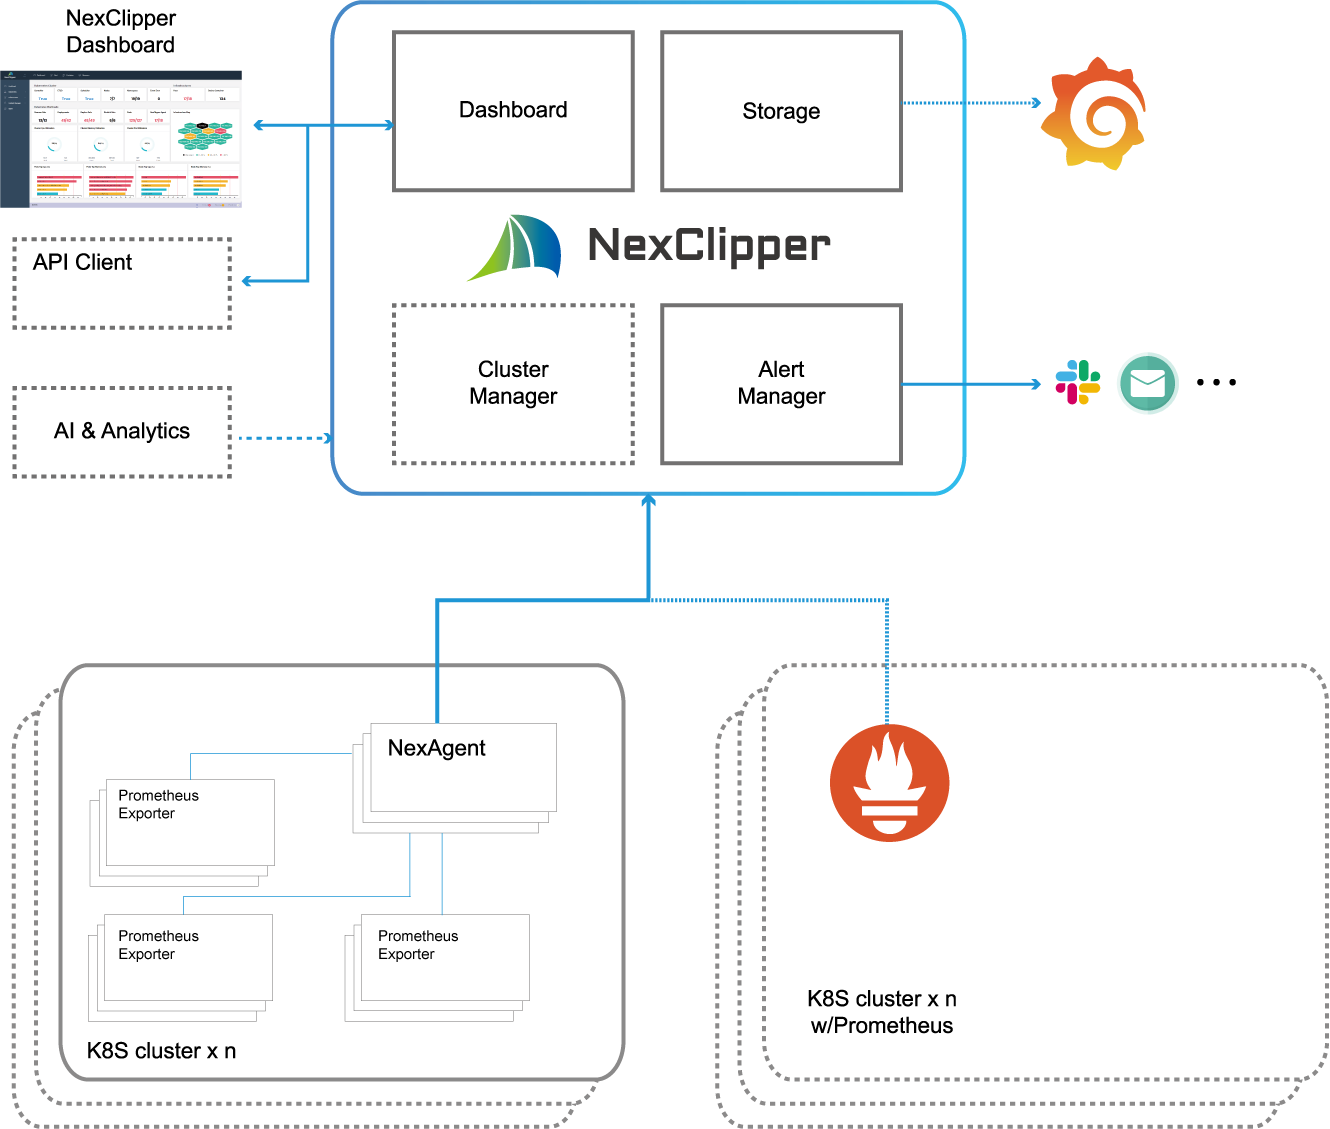 NexClipper
Dashboard
Dashboard
Storage
API Client
NexClipper
Cluster
Manager
Alert
Manager
AI & Analytics
NexAgent
Prometheus
Exporter
Prometheus
Exporter
Prometheus
Exporter
K8S cluster x n
K8S cluster x n
w/Prometheus